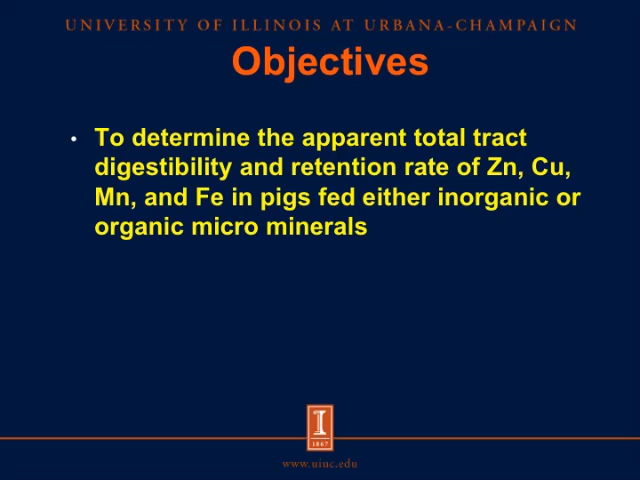 UNIVERSITY OF ILLINOIS AT URBANA-CHAMPAIGN
Objectives
• To determine the apparent total tract
digestibility and retention rate of Zn, Cu,
Mn, and Fe in pigs fed either inorganic or
organic micro minerals
I
1867
www.uiuc.edu